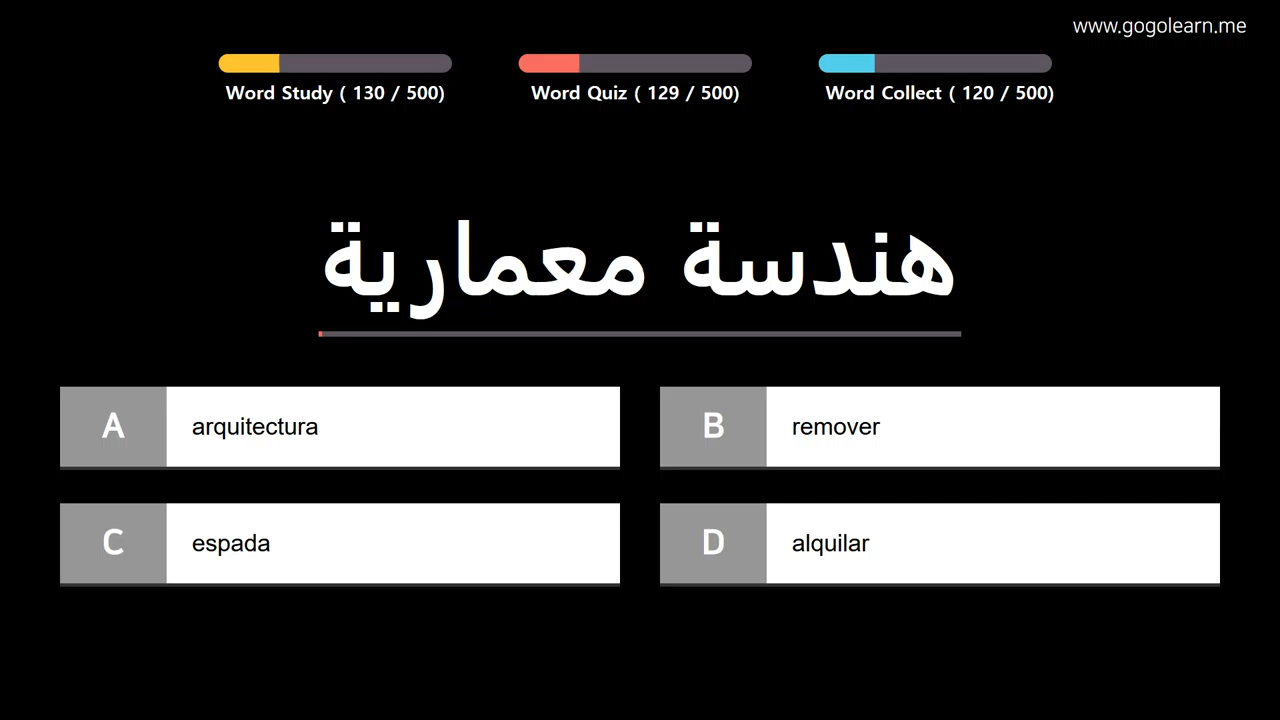 www.gogolearn.me
Word Study ( 130 / 500)
Word Quiz ( 129 / 500)
Word Collect ( 120 / 500)
هندسة معمارية
A arquitectura
B remover
C espada
D alquilar